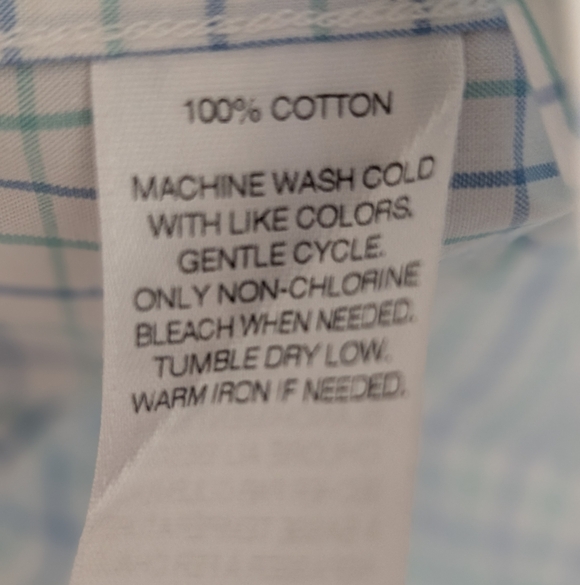 100% COTTON
MACHINE WASH COLD
WITH LIKE COLORS.
GENTLE CYCLE.
ONLY NON-CHLORINE
BLEACH WHEN NEEDED.
TUMBLE DRY LOW.
WARM IRON IF NEEDED.